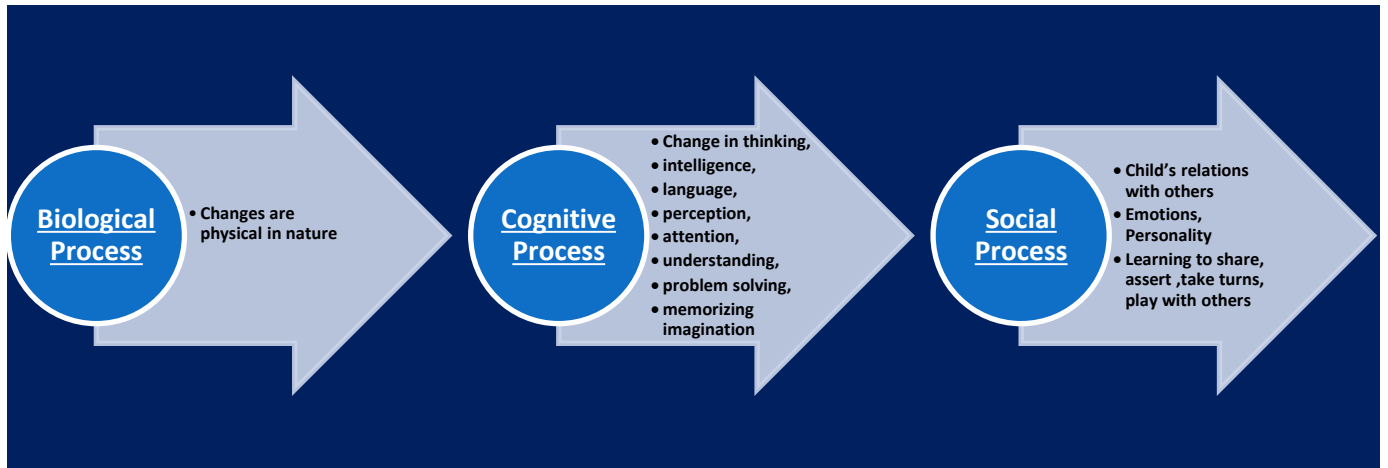 Biological
Process
• Changes are
physical in nature
Cognitive
Process
• Change in thinking,
• intelligence,
• language,
• perception,
• attention,
• understanding,
• problem solving,
• memorizing
imagination
Social
Process
• Child’s relations
with others
• Emotions,
Personality
• Learning to share,
assert ,take turns,
play with others